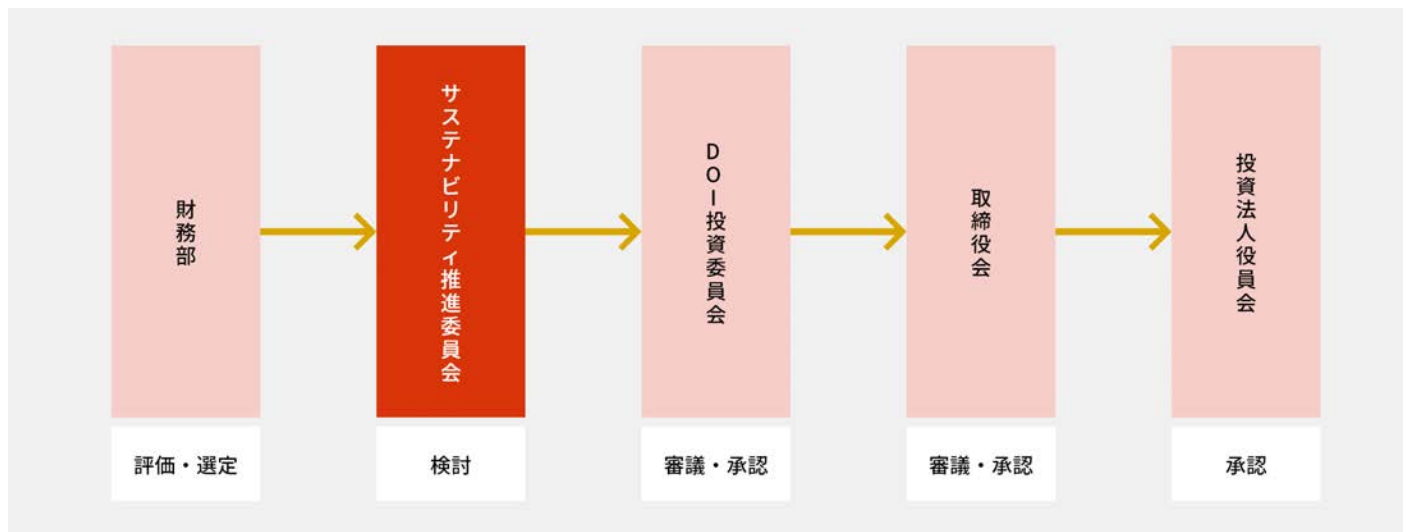 財務部
サステナビリティ推進委員会
DOI投資委員会
取締役会
投資法人役員会
評価・選定
検討
審議・承認
審議・承認
承認